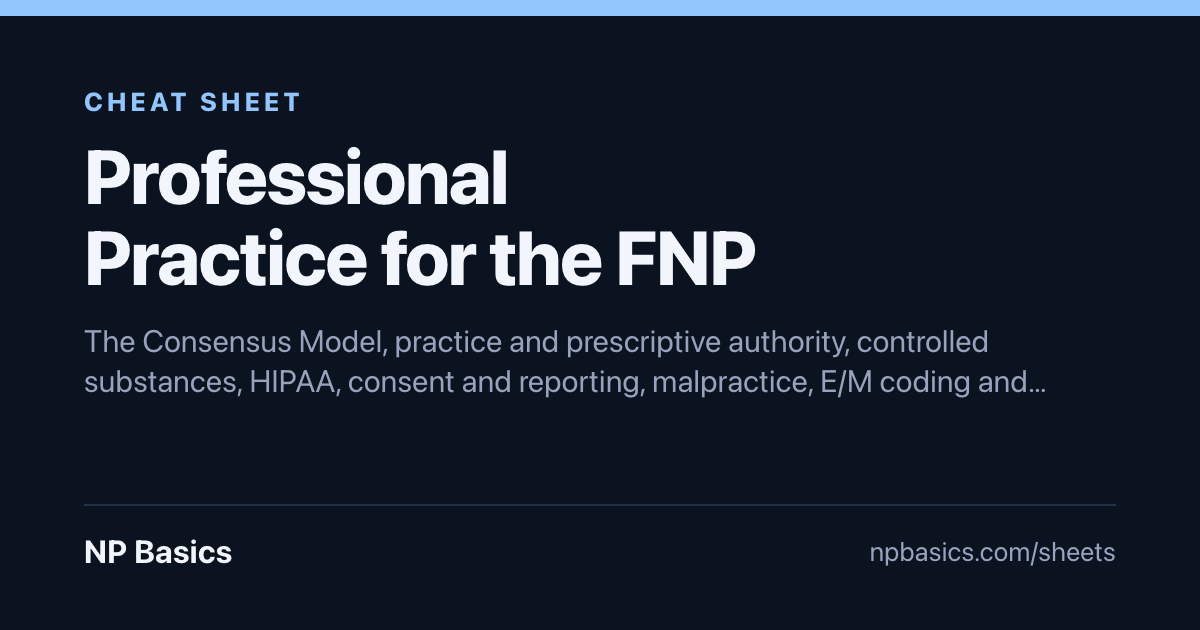 CHEAT SHEET
Professional
Practice for the FNP
The Consensus Model, practice and prescriptive authority, controlled
substances, HIPAA, consent and reporting, malpractice, E/M coding and...
NP Basics
npbasics.com/sheets